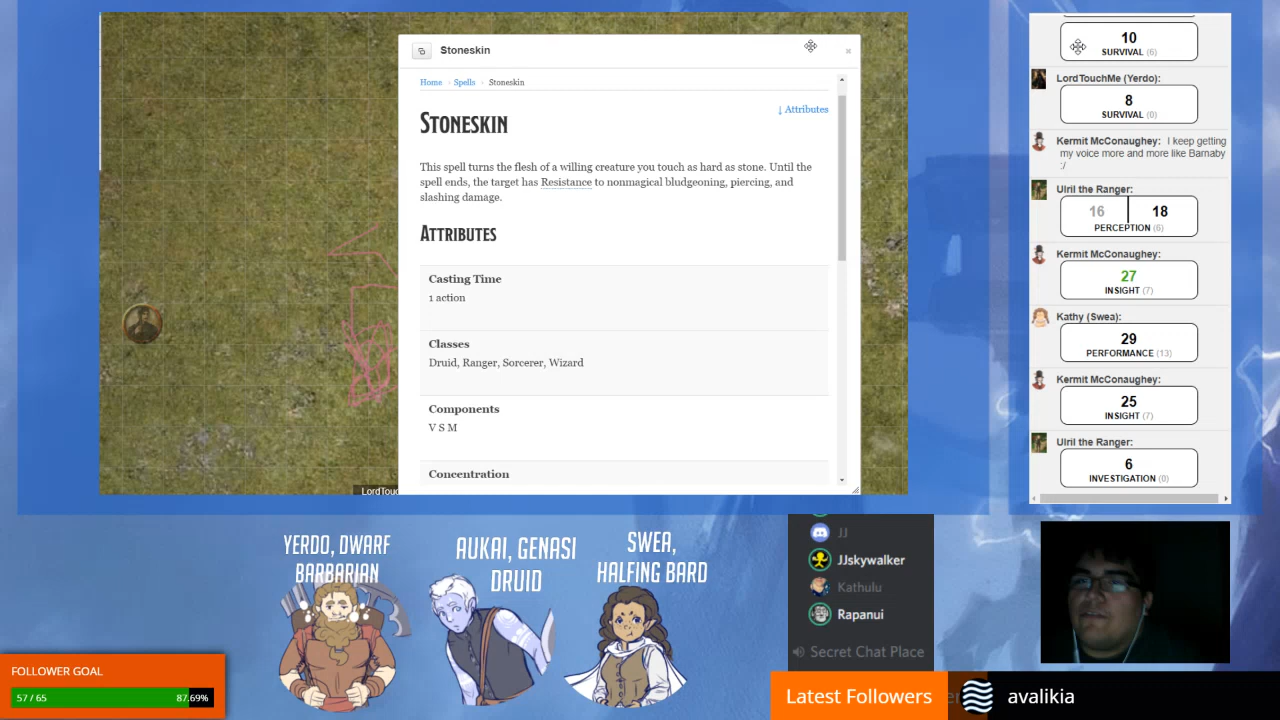 Stoneskin
Home Spells Stoneskin
↓ Attributes
STONESKIN
This spell turns the flesh of a willing creature you touch as hard as stone. Until the
spell ends, the target has Resistance to nonmagical bludgeoning, piercing, and
slashing damage.
ATTRIBUTES
Casting Time
1 action
Classes
Druid, Ranger, Sorcerer, Wizard
Components
V S M
Concentration
LordTouc
10
SURVIVAL (6)
LordTouchMe (Yerdo):
8
SURVIVAL (0)
Kermit McConaughey: I keep getting
my voice more and more like Barnaby
:/
Ulril the Ranger:
16 18
PERCEPTION (6)
Kermit McConaughey:
27
INSIGHT (7)
Kathy (Swea):
29
PERFORMANCE (13)
Kermit McConaughey:
25
INSIGHT (7)
Ulril the Ranger:
6
INVESTIGATION (0)
YERDO, DWARF
BARBARIAN
AUKAI, GENASI
DRUID
SWEA,
HALFING BARD
JJ
JJskywalker
Kathulu
Rapanui
Secret Chat Place
FOLLOWER GOAL
57 / 65 87.69%
Latest Followers
avalikia